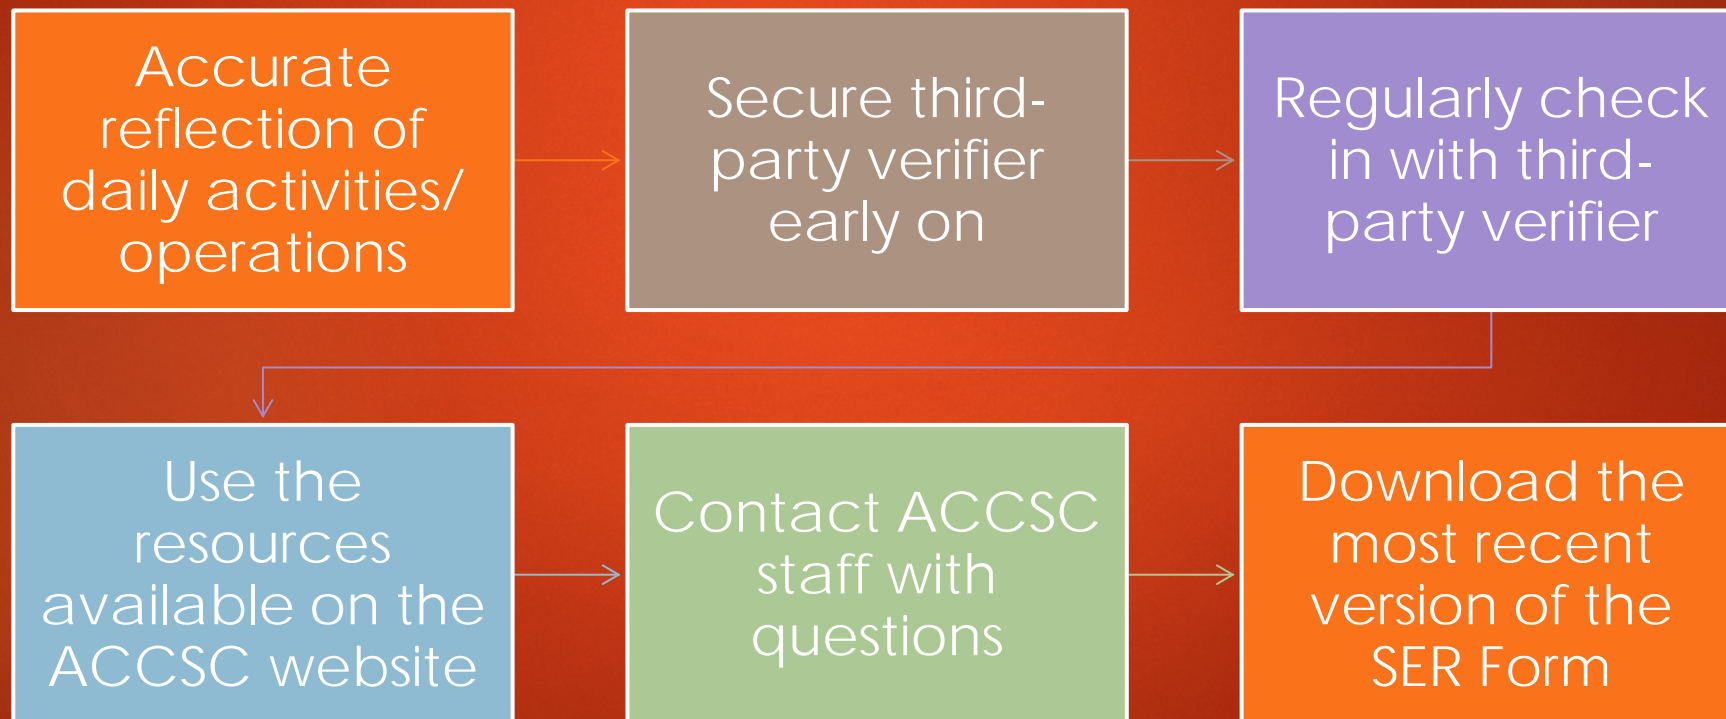 Accurate
reflection of
daily activities/
operations
Secure third-
party verifier
early on
Regularly check
in with third-
party verifier
Use the
resources
available on the
ACCSC website
Contact ACCSC
staff with
questions
Download the
most recent
version of the
SER Form